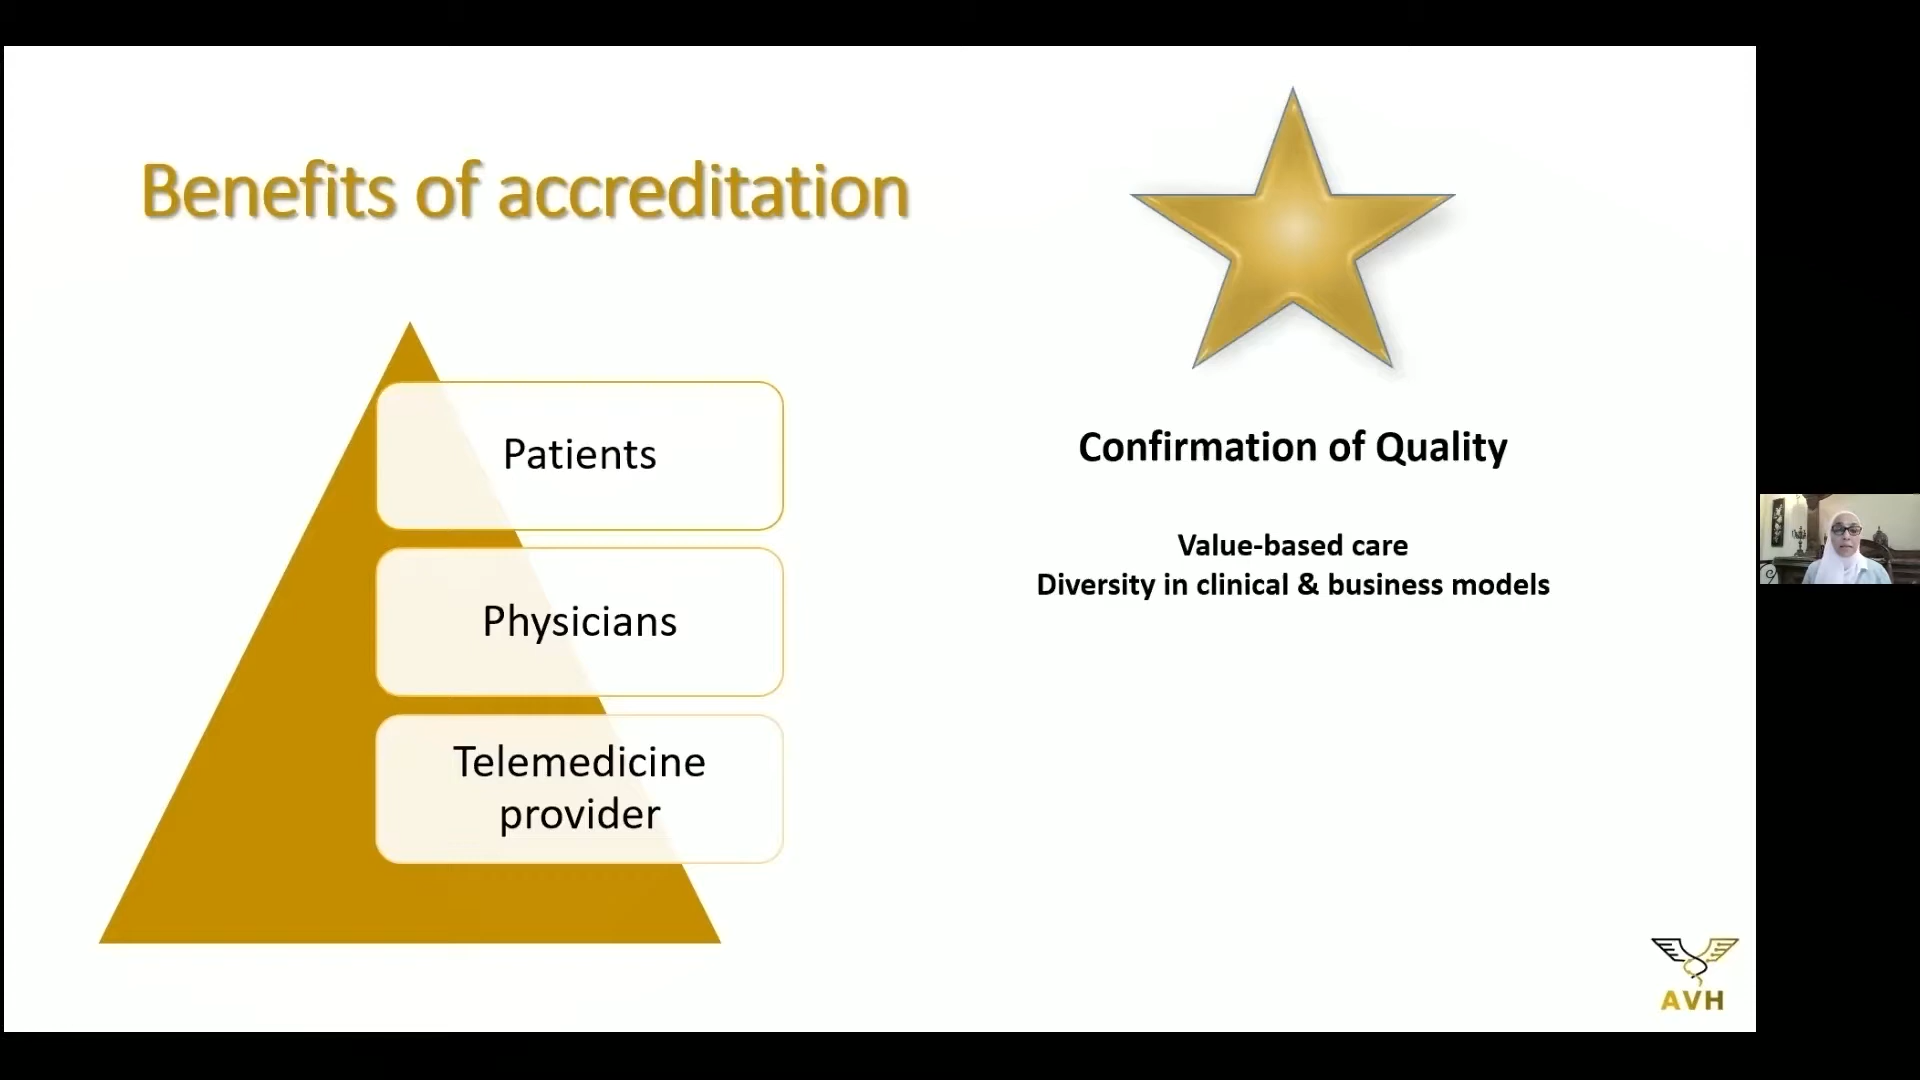 Benefits of accreditation
Patients
Physicians
Telemedicine
provider
Confirmation of Quality
Value-based care
Diversity in clinical & business models
AVH